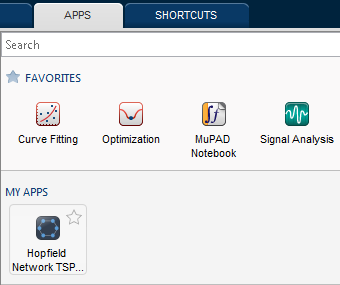 APPS SHORTCUTS
Search
FAVORITES
Curve Fitting Optimization MuPAD Signal Analysis
Notebook
MY APPS
Hopfield
Network TSP...